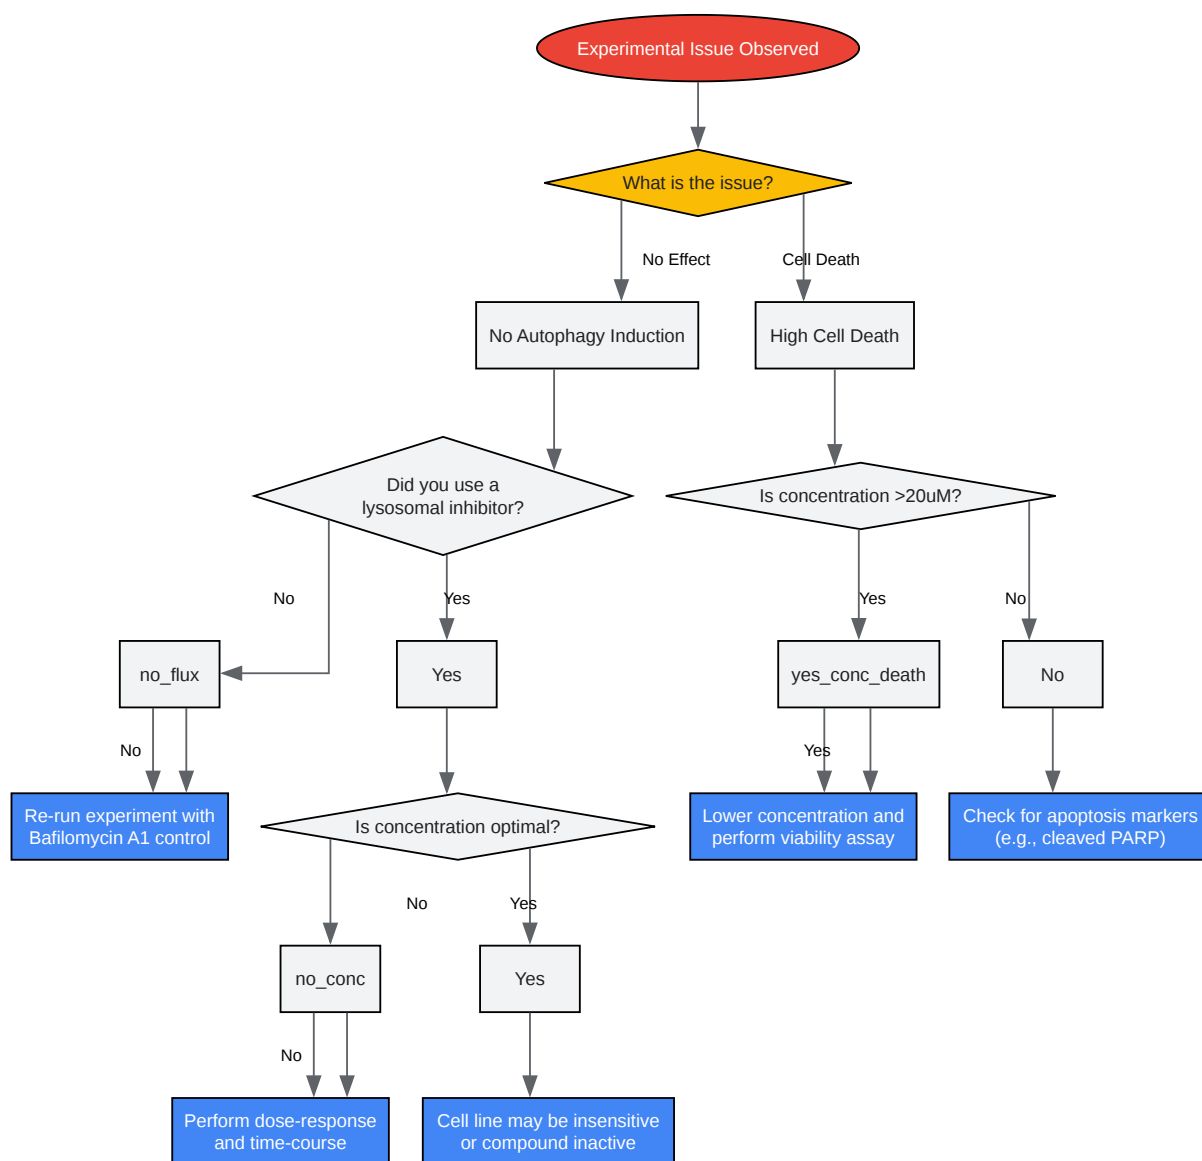 Experimental Issue Observed
What is the issue?
No Effect
Cell Death
No Autophagy Induction
High Cell Death
Did you use a
lysosomal inhibitor?
Is concentration >20uM?
No
Yes
Yes
No
no_flux
Yes
yes_conc_death
No
No
Yes
Re-run experiment with
Bafilomycin A1 control
Is concentration optimal?
Lower concentration and
perform viability assay
Check for apoptosis markers
(e.g., cleaved PARP)
No
Yes
no_conc
Yes
No
Perform dose-response
and time-course
Cell line may be insensitive
or compound inactive